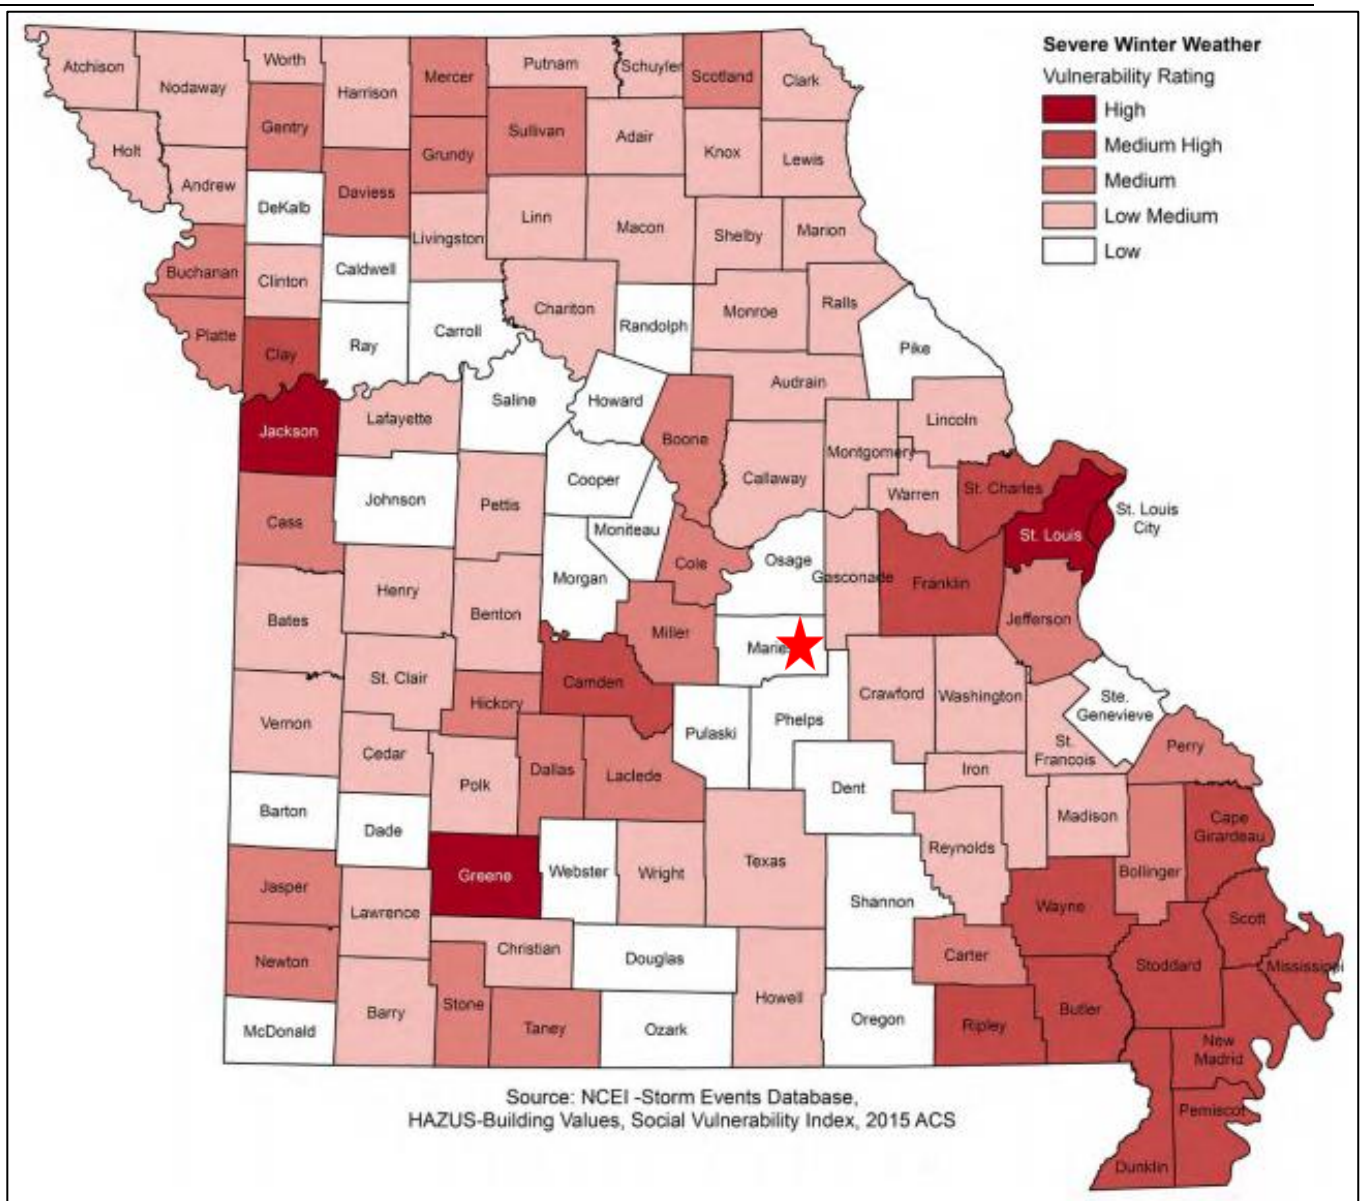 Severe Winter Weather
Vulnerability Rating
High
Medium High
Medium
Low Medium
Low
Atchison
Nodaway
Worth
Harrison
Mercer
Putnam
Schuyler
Scotland
Clark
Gentry
Sullivan
Adair
Knox
Lewis
Holt
Andrew
DeKalb
Daviess
Grundy
Livingston
Linn
Macon
Shelby
Marion
Buchanan
Clinton
Caldwell
Chariton
Randolph
Monroe
Ralls
Platte
Clay
Ray
Carroll
Pike
Jackson
Lafayette
Saline
Howard
Boone
Audrain
Lincoln
Callaway
Montgomery
Warren
St. Charles
St. Louis
St. Louis
City
Cass
Johnson
Pettis
Cooper
Moniteau
Cole
Osage
Gasconade
Franklin
Jefferson
Bates
Henry
Benton
Morgan
Miller
Marie
St. Clair
Hickory
Camden
Pulaski
Phelps
Crawford
Washington
Ste.
Genevieve
St.
Francois
Perry
Vernon
Cedar
Polk
Dallas
Laclede
Dent
Iron
Madison
Cape
Girardeau
Barton
Dade
Greene
Webster
Wright
Texas
Shannon
Reynolds
Bollinger
Jasper
Lawrence
Wayne
Scott
Newton
Christian
Douglas
Howell
Carter
Stoddard
Mississippi
McDonald
Barry
Stone
Taney
Ozark
Oregon
Ripley
Butler
New
Madrid
Pemiscot
Dunklin
Source: NCEI -Storm Events Database,
HAZUS-Building Values, Social Vulnerability Index, 2015 ACS